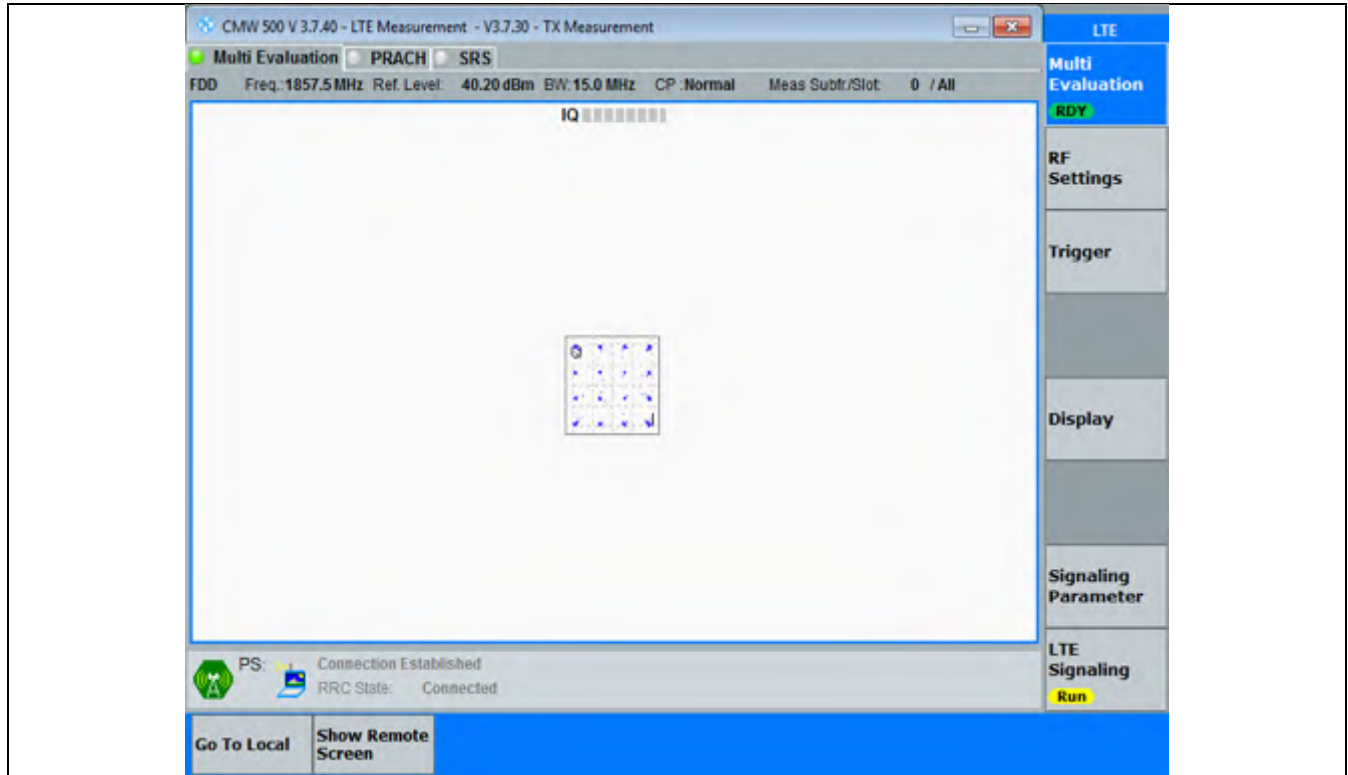 CMW 500 V 3.7.40 - LTE Measurement - V3.7.30 - TX Measurement
LTE
Multi Evaluation PRACH SRS
FDD Freq.:1857.5 MHz Ref. Level: 40.20 dBm BW:15.0 MHz CP :Normal Meas Subfr./Slot: 0 / All
IQ
Multi
Evaluation
RDY
RF
Settings
Trigger
Display
Signaling
Parameter
LTE
Signaling
Run
PS: Connection Established
RRC State: Connected
Go To Local
Show Remote
Screen